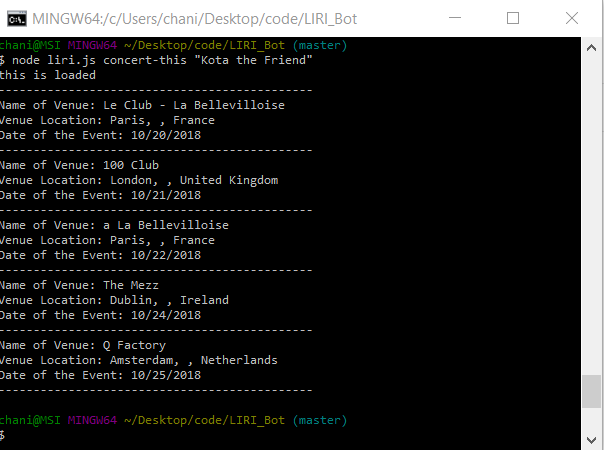 MINGW64:/c/Users/chani/Desktop/code/LIRI_Bot
chani@MSI MINGW64 ~/Desktop/code/LIRI_Bot (master)
$ node liri.js concert-this "Kota the Friend"
this is loaded
---------------------------------------------
Name of Venue: Le Club - La Bellevilloise
Venue Location: Paris, , France
Date of the Event: 10/20/2018
---------------------------------------------
Name of Venue: 100 Club
Venue Location: London, , United Kingdom
Date of the Event: 10/21/2018
---------------------------------------------
Name of Venue: a La Bellevilloise
Venue Location: Paris, , France
Date of the Event: 10/22/2018
---------------------------------------------
Name of Venue: The Mezz
Venue Location: Dublin, , Ireland
Date of the Event: 10/24/2018
---------------------------------------------
Name of Venue: Q Factory
Venue Location: Amsterdam, , Netherlands
Date of the Event: 10/25/2018
---------------------------------------------
chani@MSI MINGW64 ~/Desktop/code/LIRI_Bot (master)
$